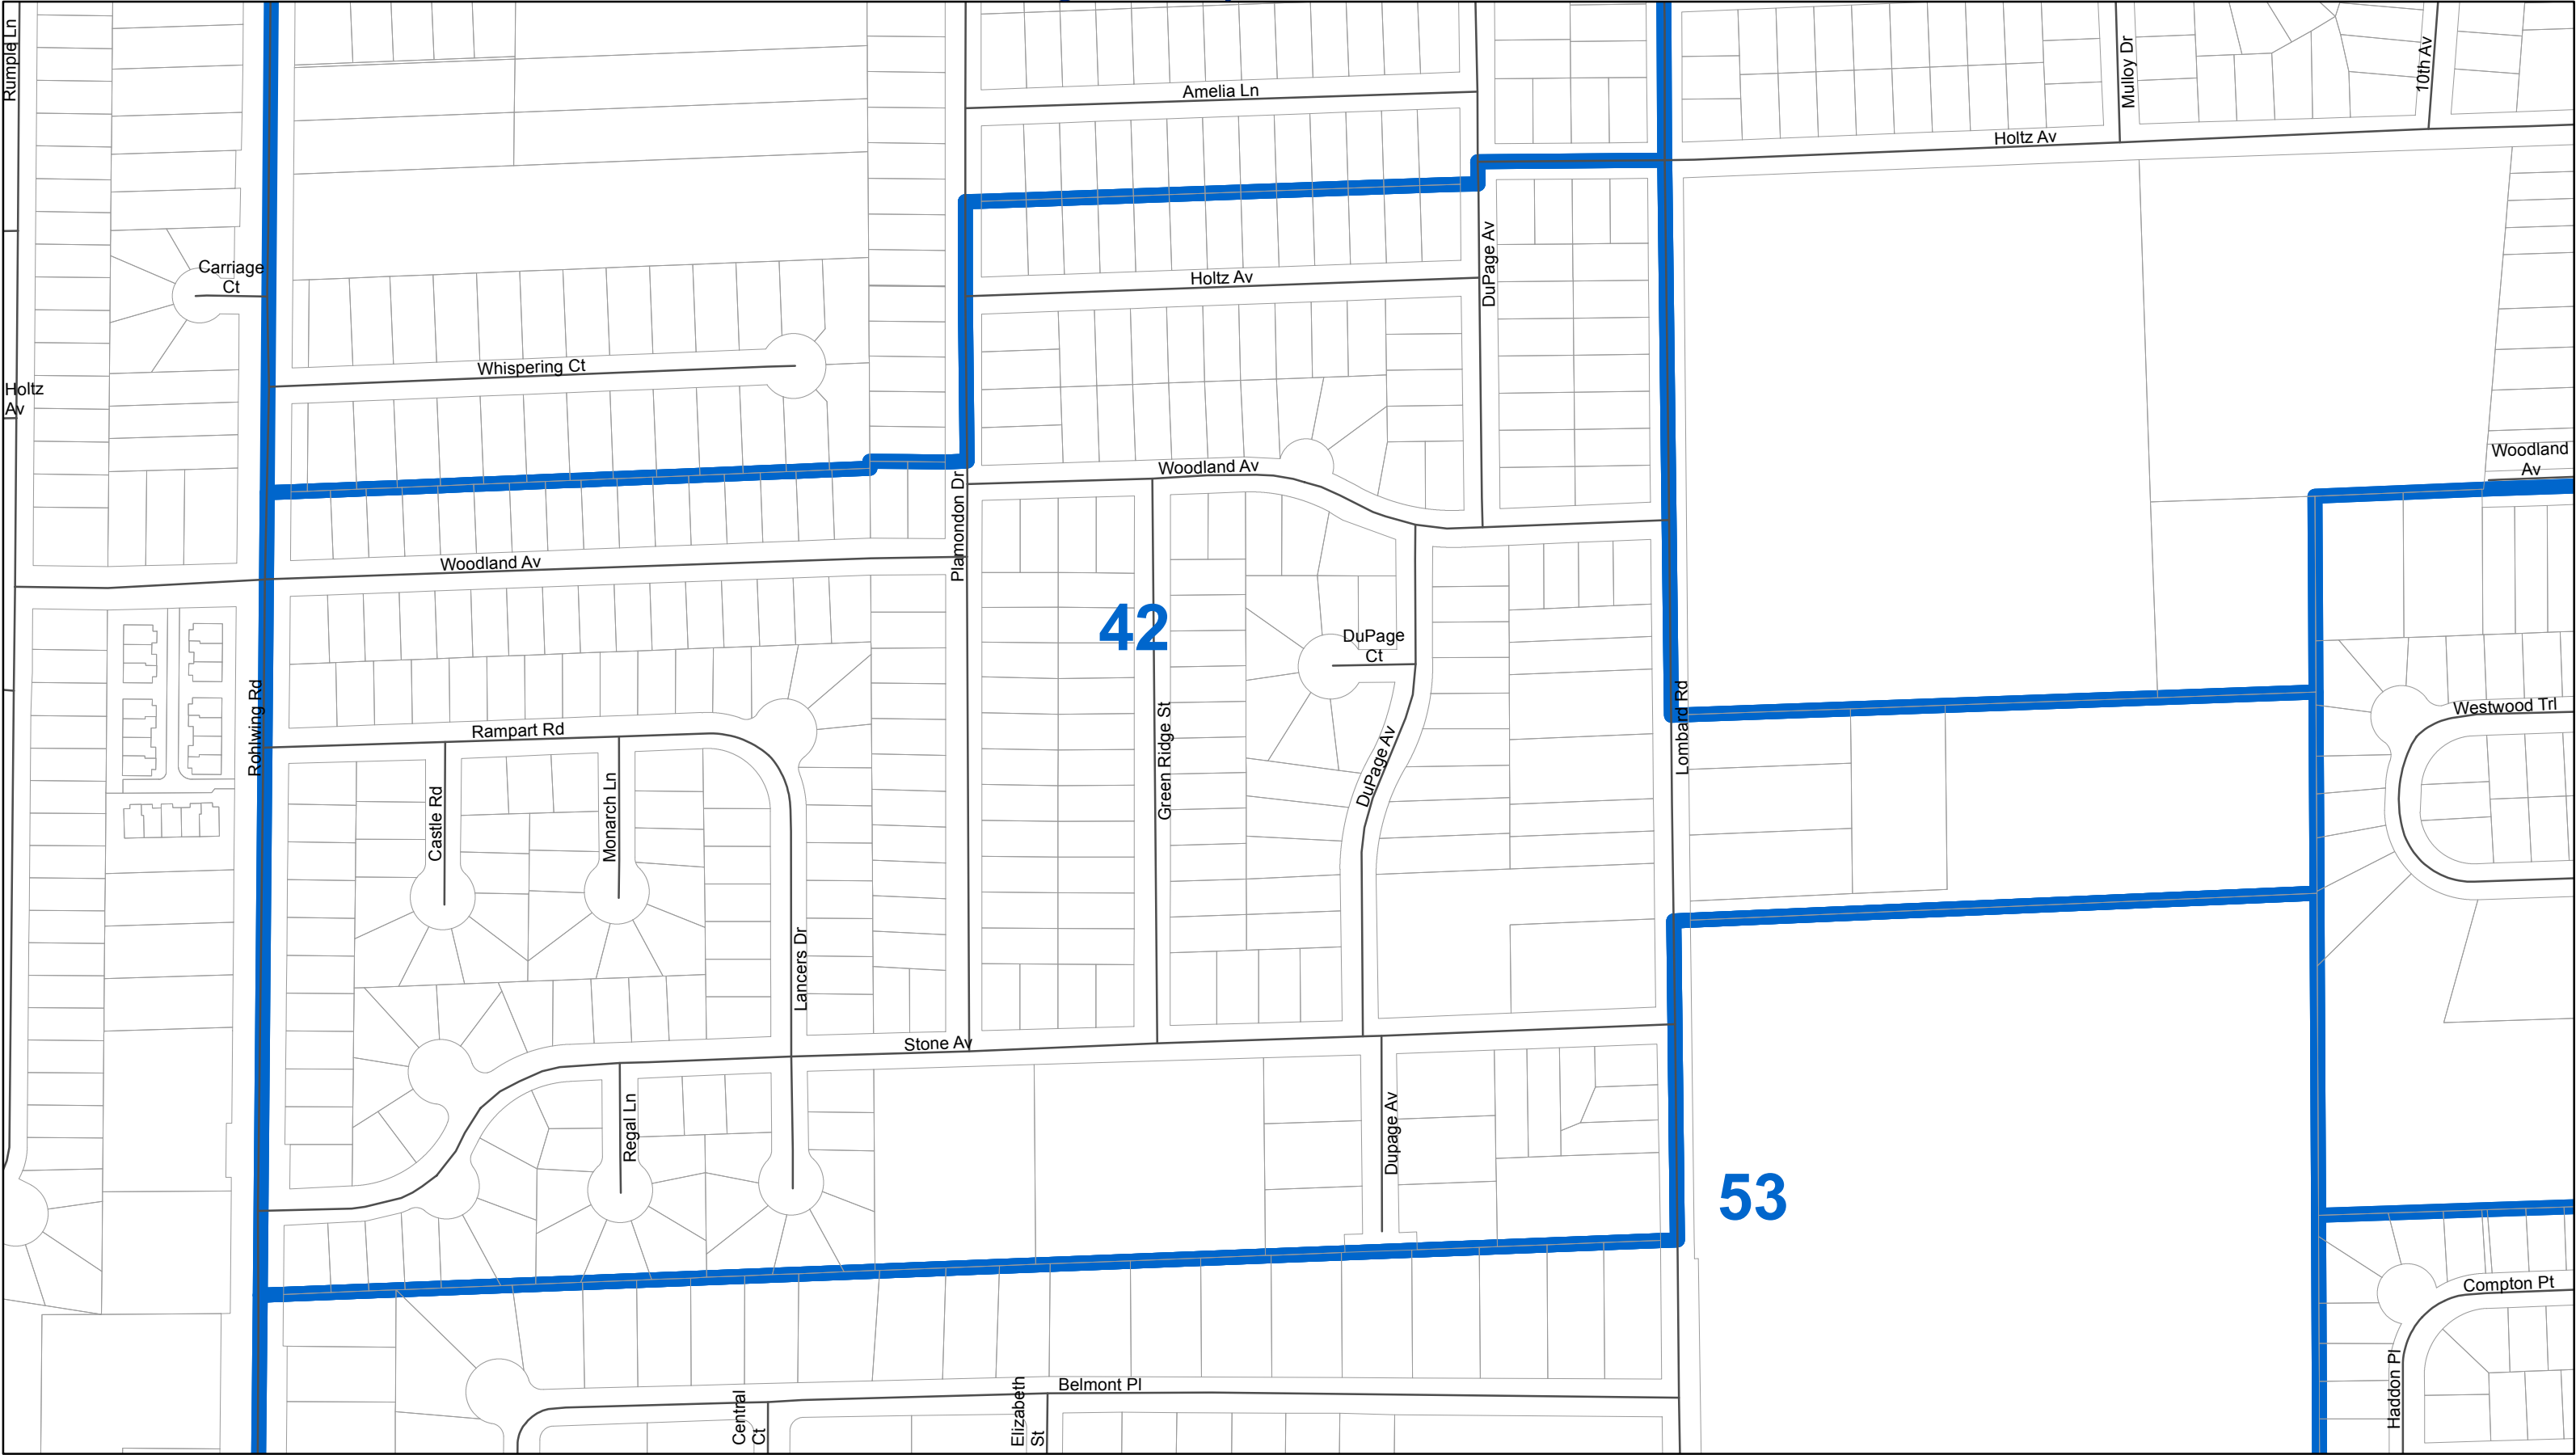 Rumple Ln
Amelia Ln
Mulloy Dr
10th Av
Holtz Av
Carriage
Ct
DuPage Av
Holtz Av
Whispering Ct
Holtz
Av
Woodland Av
Woodland
Av
Plamondon Dr
Woodland Av
42
DuPage
Ct
Rohlwing Rd
Rampart Rd
Green Ridge St
DuPage Av
Lombard Rd
Westwood Trl
Castle Rd
Monarch Ln
Lancers Dr
Stone Av
Regal Ln
Dupage Av
53
Compton Pt
Belmont Pl
Central
Ct
Elizabeth
St
Haddon Pl